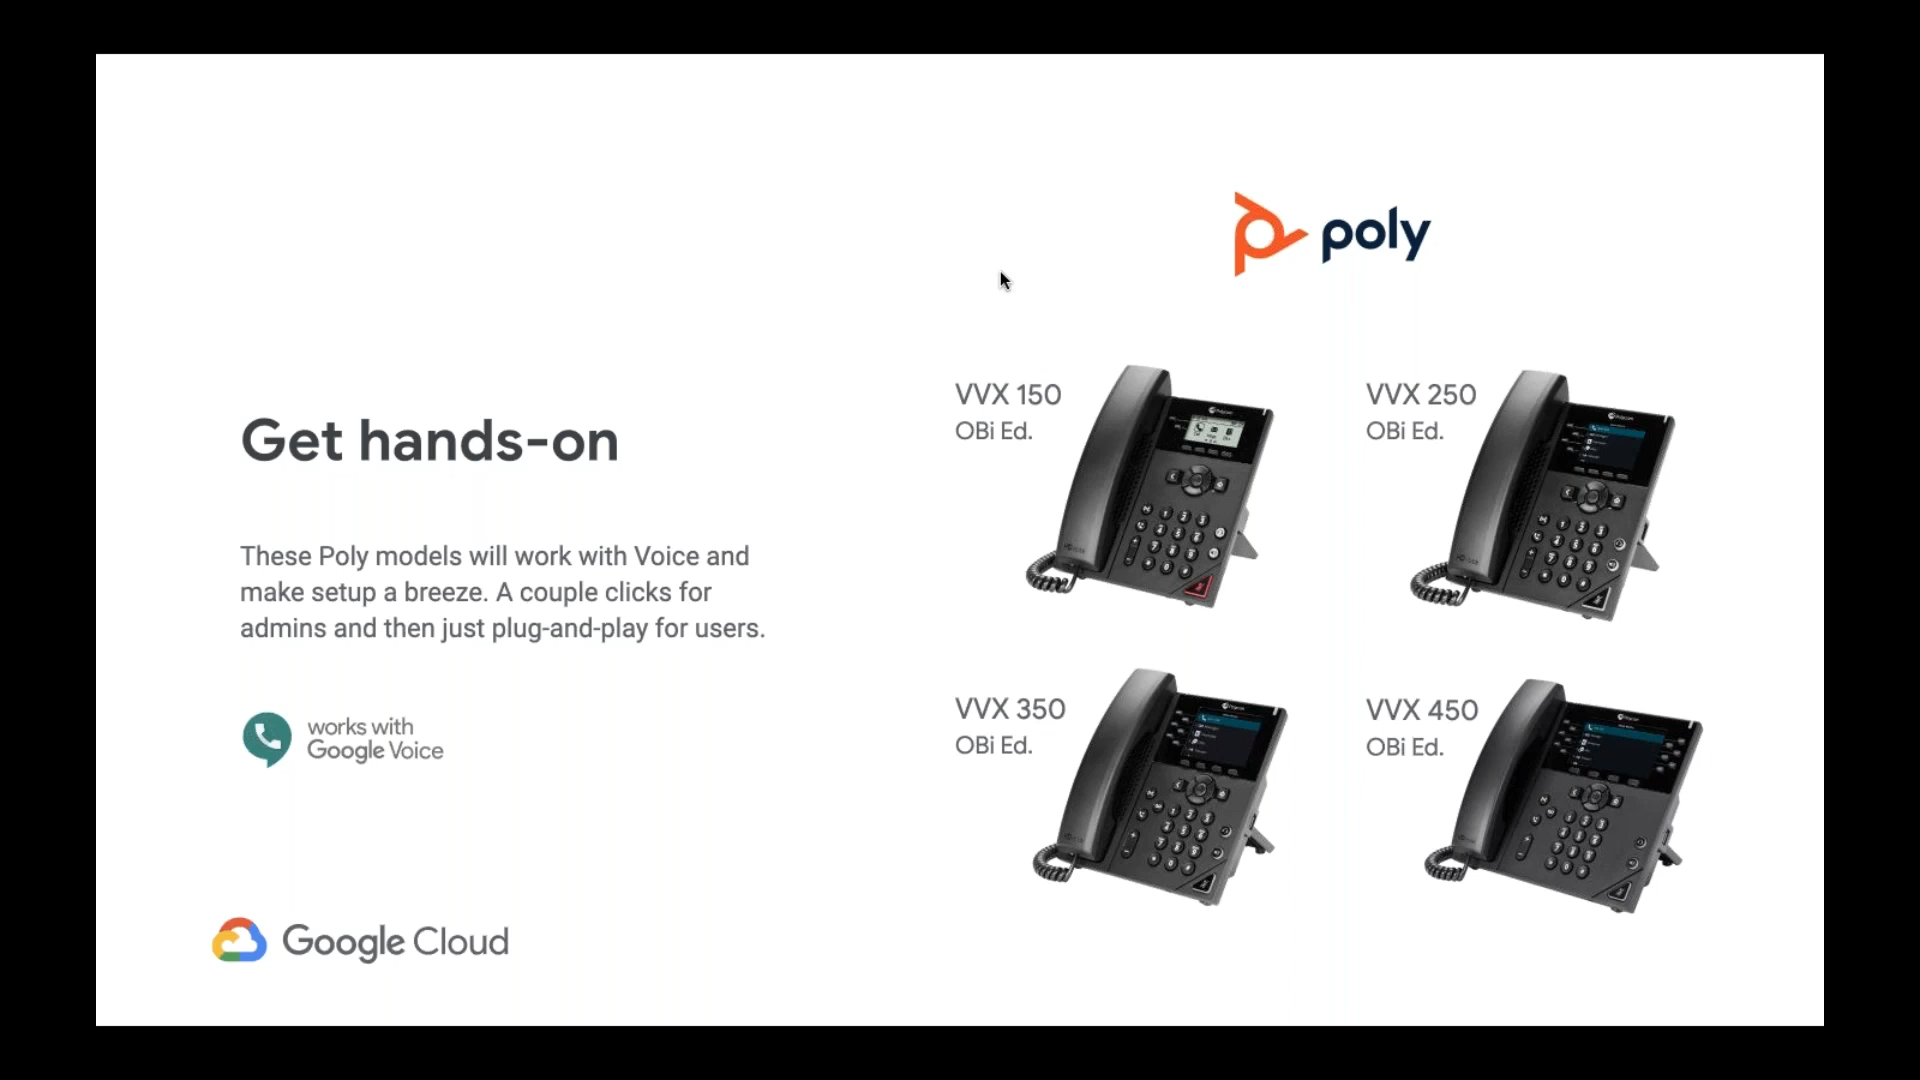 poly
VVX 150
OBi Ed.
VVX 250
OBi Ed.
Get hands-on
These Poly models will work with Voice and
make setup a breeze. A couple clicks for
admins and then just plug-and-play for users.
works with
Google Voice
VVX 350
OBi Ed.
VVX 450
OBi Ed.
Google Cloud